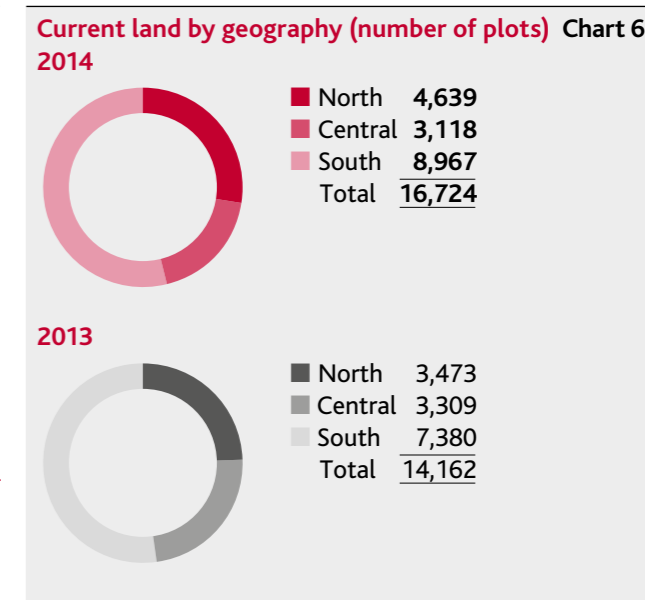 Current land by geography (number of plots) Chart 6
2014
North 4,639
Central 3,118
South 8,967
Total 16,724
2013
North 3,473
Central 3,309
South 7,380
Total 14,162